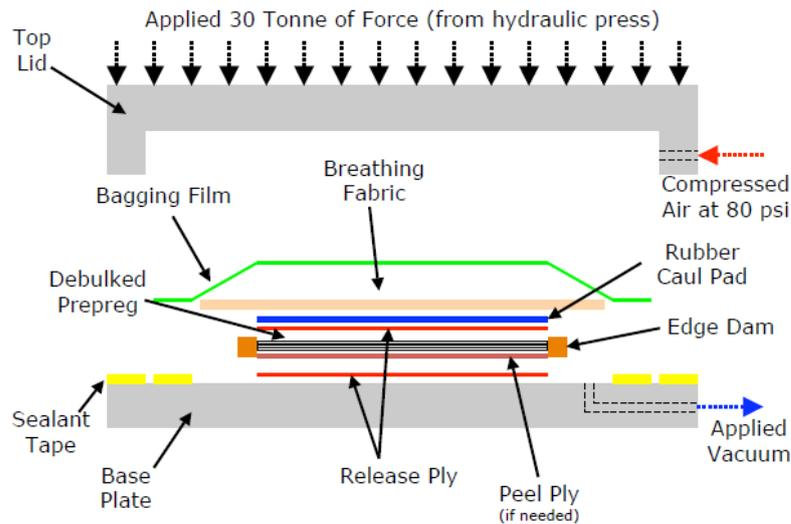 Applied 30 Tonne of Force (from hydraulic press)
Top
Lid
Compressed
Air at 80 psi
Breathing
Fabric
Bagging Film
Rubber
Caul Pad
Debulked
Prepreg
Edge Dam
Sealant
Tape
Base
Plate
Release Ply
Peel Ply
(if needed)
Applied
Vacuum